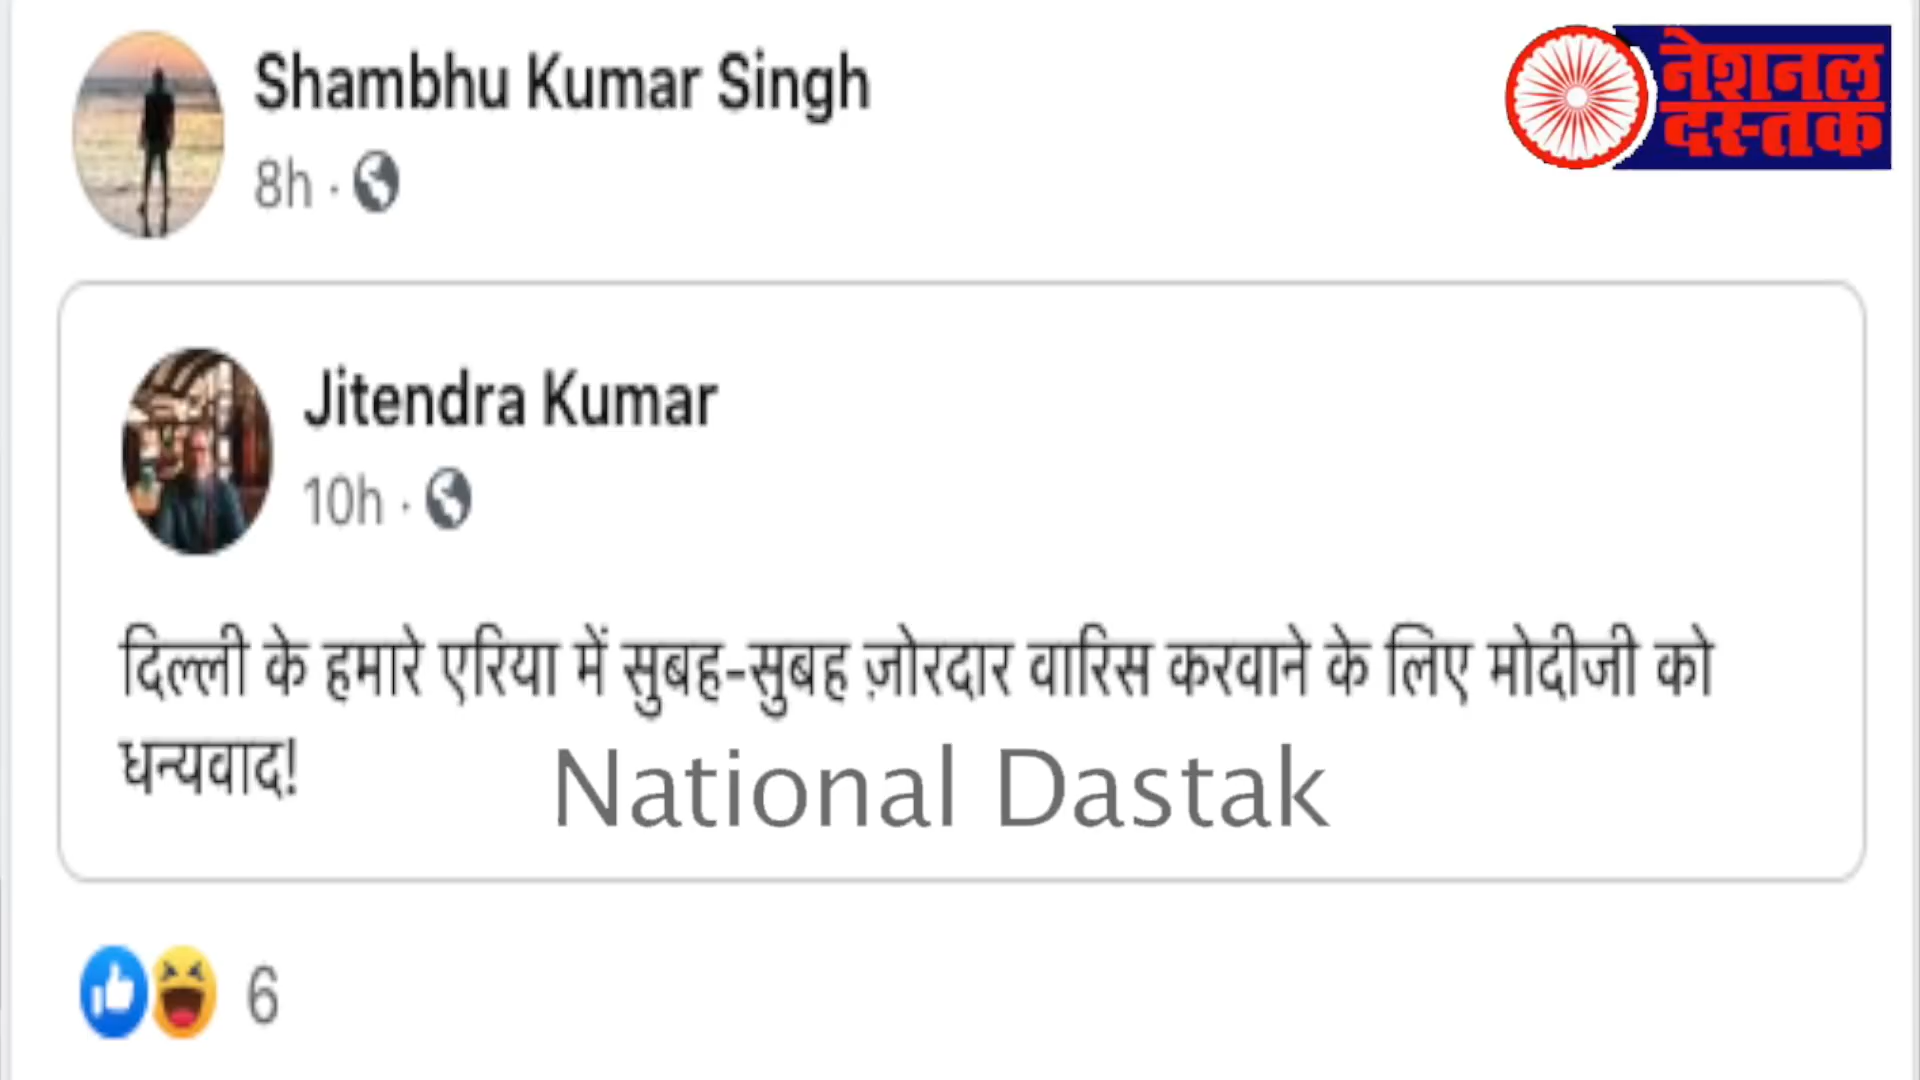 Shambhu Kumar Singh
8h ·
नेशनल
दस्तक
Jitendra Kumar
10h ·
दिल्ली के हमारे एरिया में सुबह-सुबह ज़ोरदार वारिस करवाने के लिए मोदीजी को
धन्यवाद!
National Dastak
6